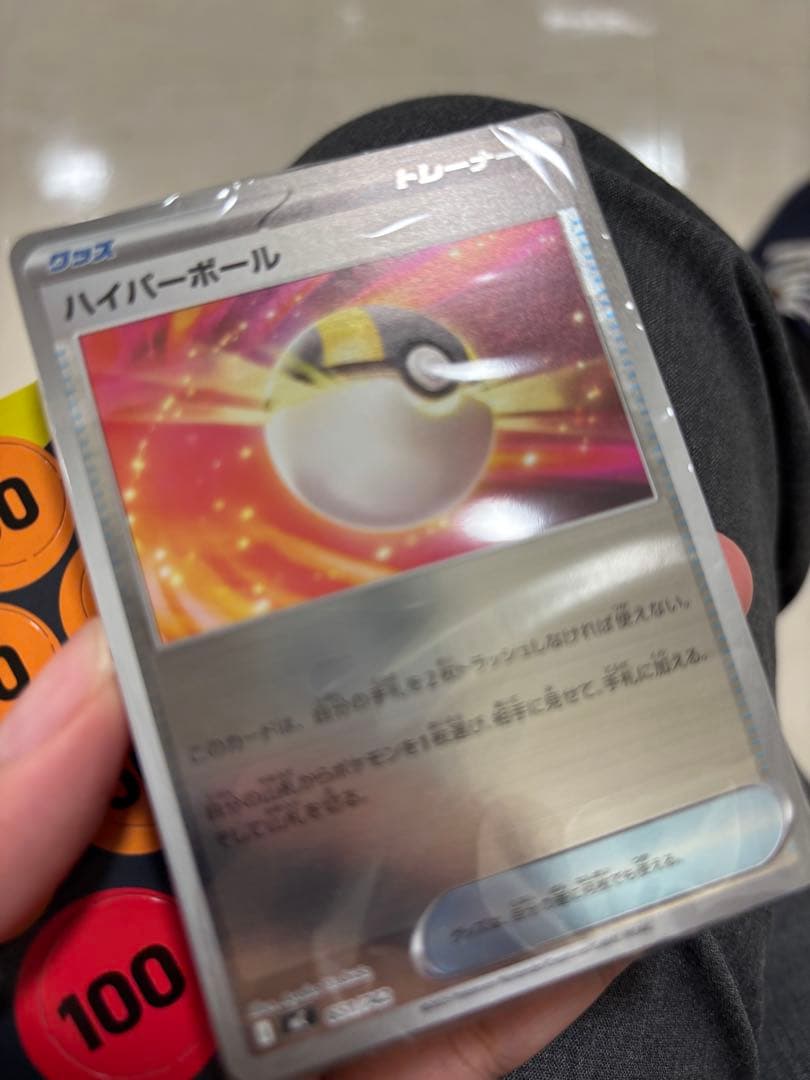 トレーナー
グッズ
ハイパーボール
このカードは、自分の手札を2枚トラッシュしなければ使えない。
自分の山札からポケモンを1枚選び、相手に見せて、手札に加える。
そして山札を切る。
グッズは、自分の番に何枚でも使える。
0
0
100